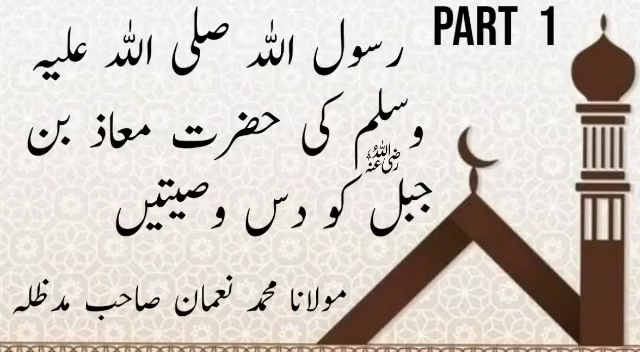 PART 1
رسول اللہ صلی اللہ علیہ
وسلم کی حضرت معاذ بن
جبل رضی اللہ عنہ کو دس وصیتیں
مولانا محمد نعمان صاحب مدظلہ